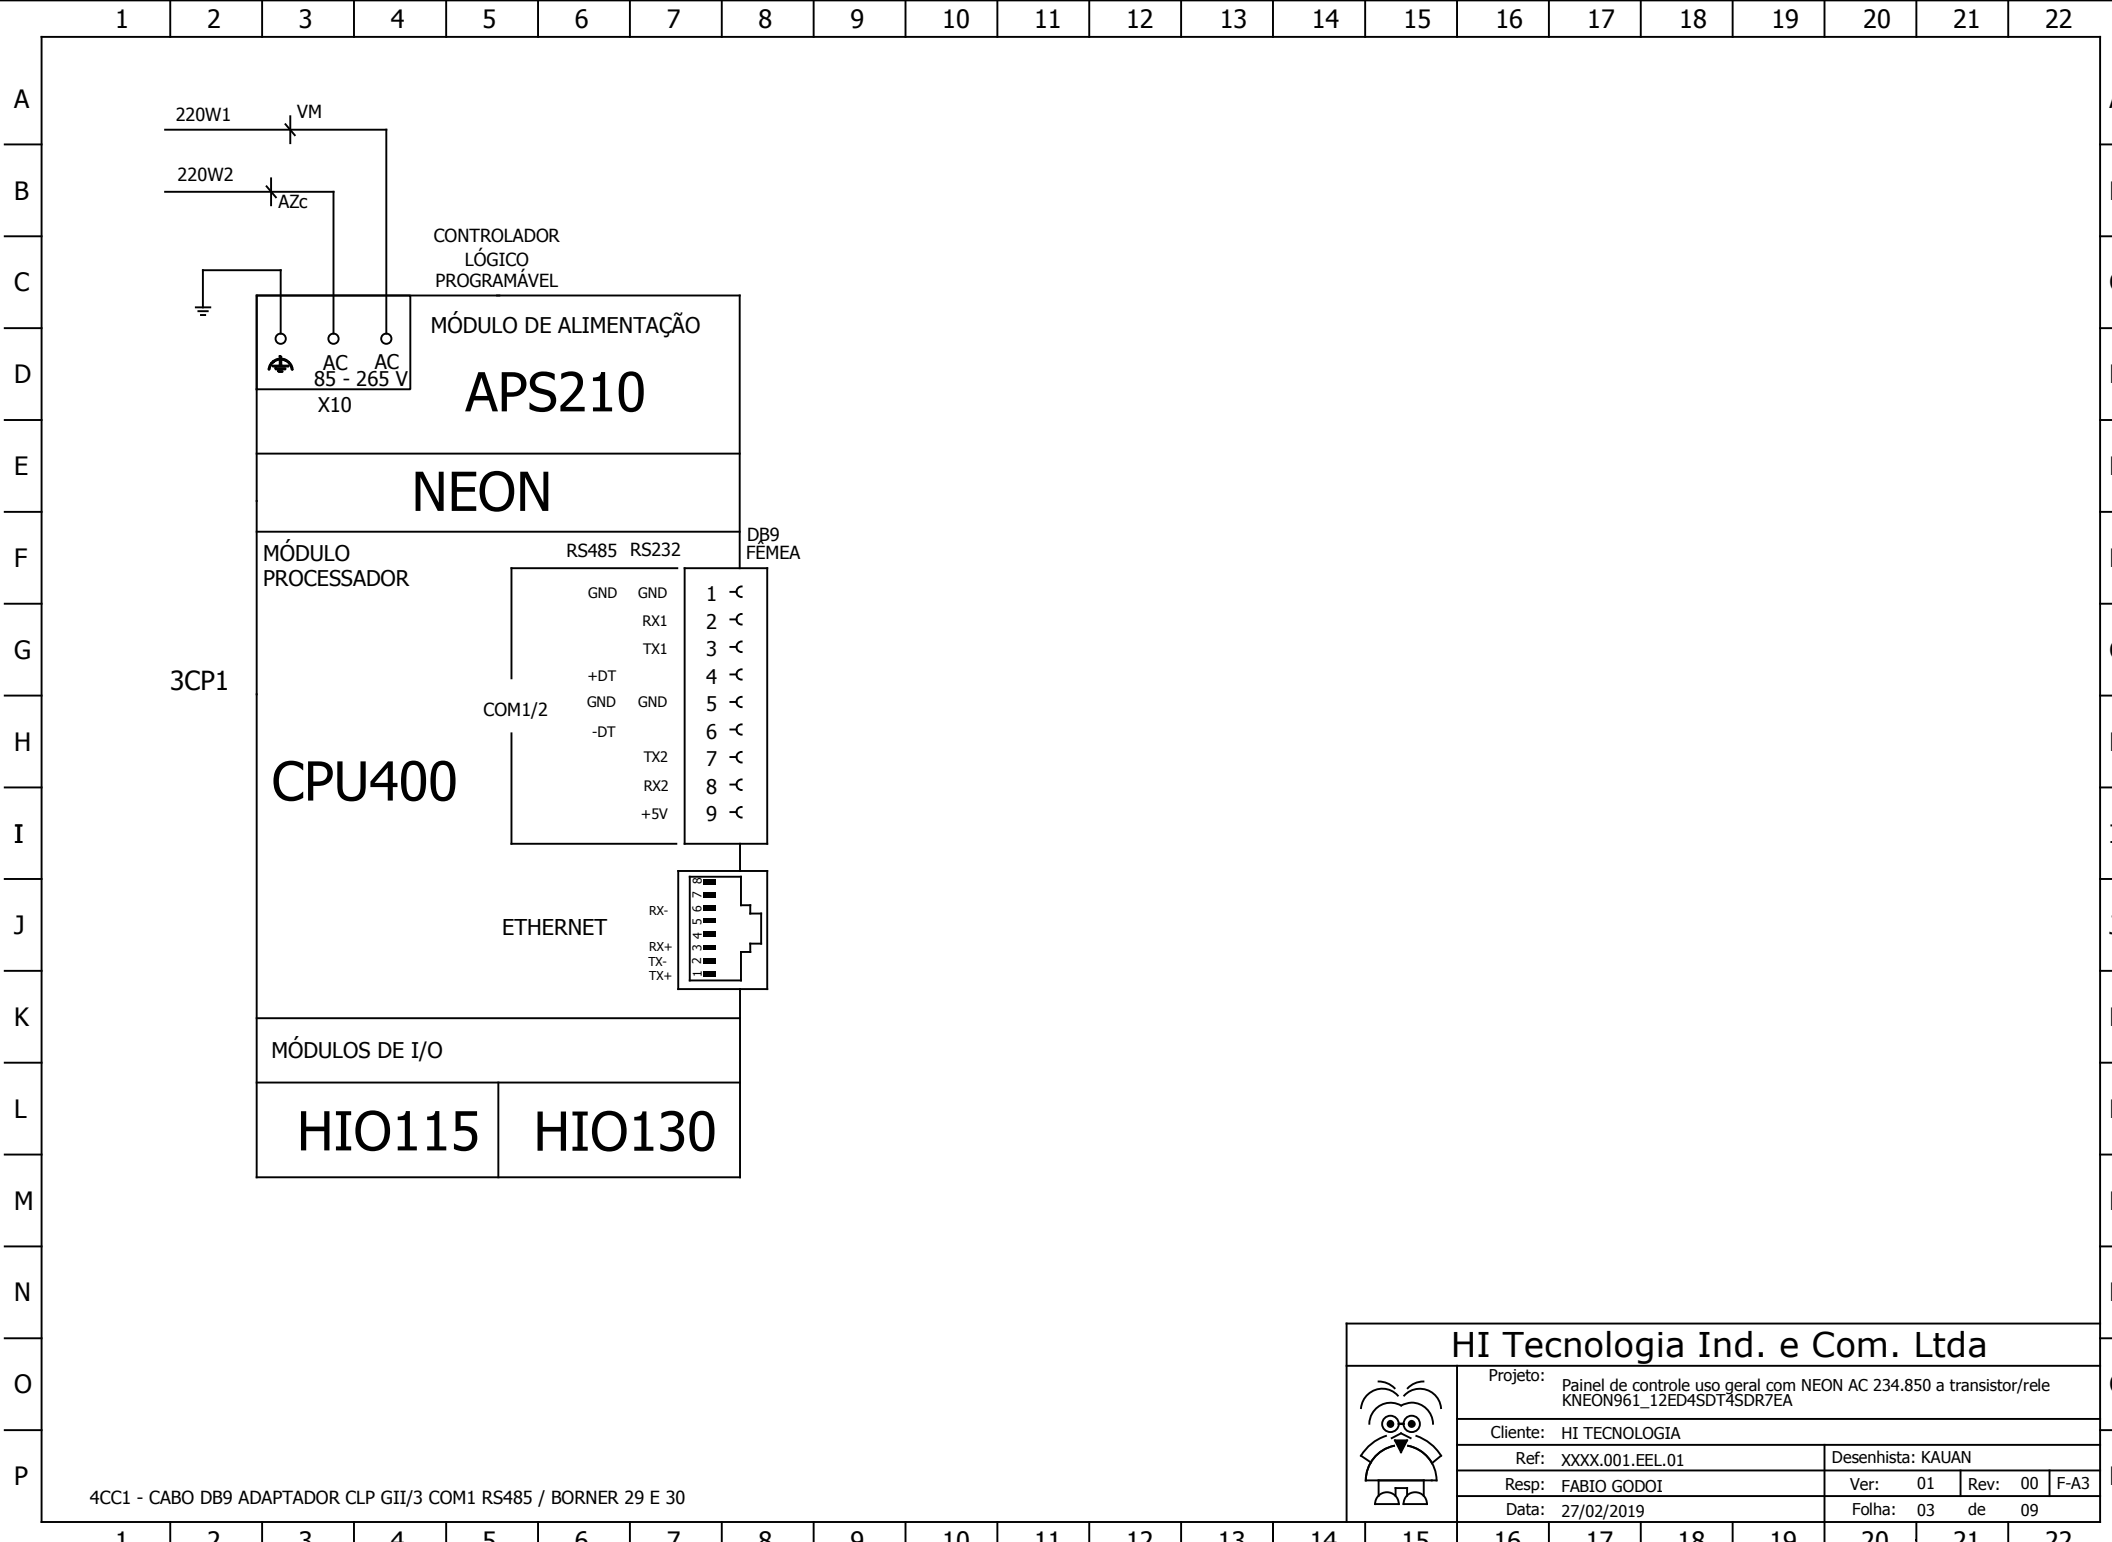 1 2 3 4 5 6 7 8 9 10 11 12 13 14 15 16 17 18 19 20 21 22
A
B
C
D
E
F
G
H
I
J
K
L
M
N
O
P
220W1
VM
220W2
AZc
CONTROLADOR
LÓGICO
PROGRAMÁVEL
MÓDULO DE ALIMENTAÇÃO
APS210
AC AC
85 - 265 V
X10
NEON
MÓDULO
PROCESSADOR
RS485 RS232
DB9
FÊMEA
GND GND 1
RX1 2
TX1 3
+DT 4
GND GND 5
-DT 6
TX2 7
RX2 8
+5V 9
COM1/2
3CP1
CPU400
ETHERNET
RX-
RX+
TX-
TX+
1 2 3 4 5 6 7 8
MÓDULOS DE I/O
HIO115 HIO130
4CC1 - CABO DB9 ADAPTADOR CLP GII/3 COM1 RS485 / BORNER 29 E 30
HI Tecnologia Ind. e Com. Ltda
Projeto: Painel de controle uso geral com NEON AC 234.850 a transistor/rele
KNEON961_12ED4SDT4SDR7EA
Cliente: HI TECNOLOGIA
Ref: XXXX.001.EEL.01 Desenhista: KAUAN
Resp: FABIO GODOI Ver: 01 Rev: 00 F-A3
Data: 27/02/2019 Folha: 03 de 09
1 2 3 4 5 6 7 8 9 10 11 12 13 14 15 16 17 18 19 20 21 22